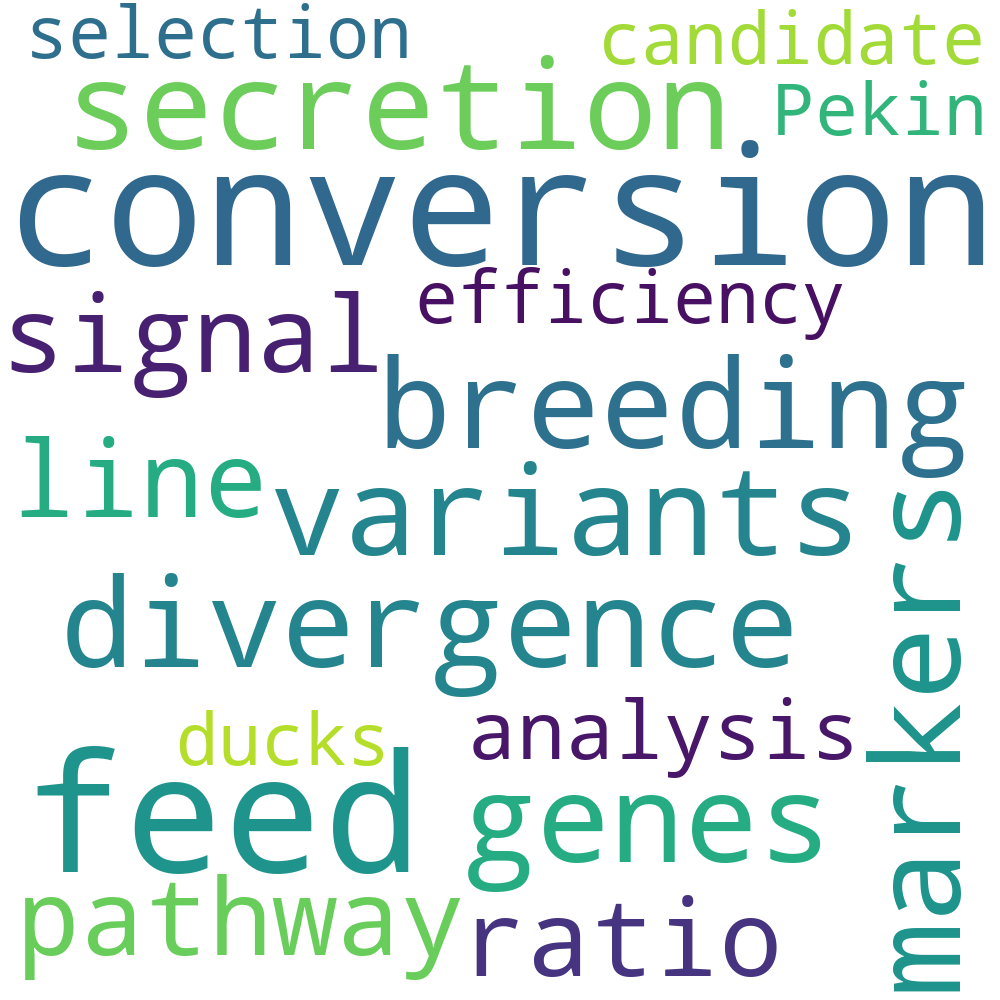 selection
candidate
secretion
Pekin
conversion
efficiency
signal
breeding
line
variants
markers
divergence
ducks
analysis
feed
genes
pathway
ratio